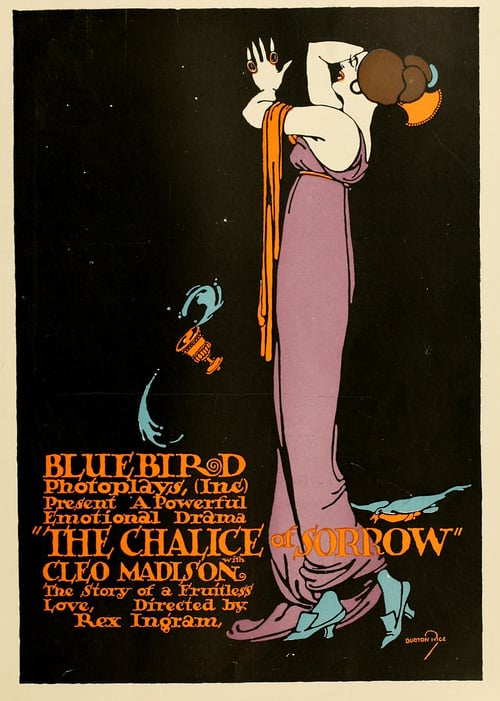 BLUEBIRD
Photoplays, (Inc)
Present A Powerful
Emotional Drama
"THE CHALICE of SORROW"
with
CLEO MADISON
The Story of a Fruitless
Love, Directed by
Rex Ingram,
BURTON RICE